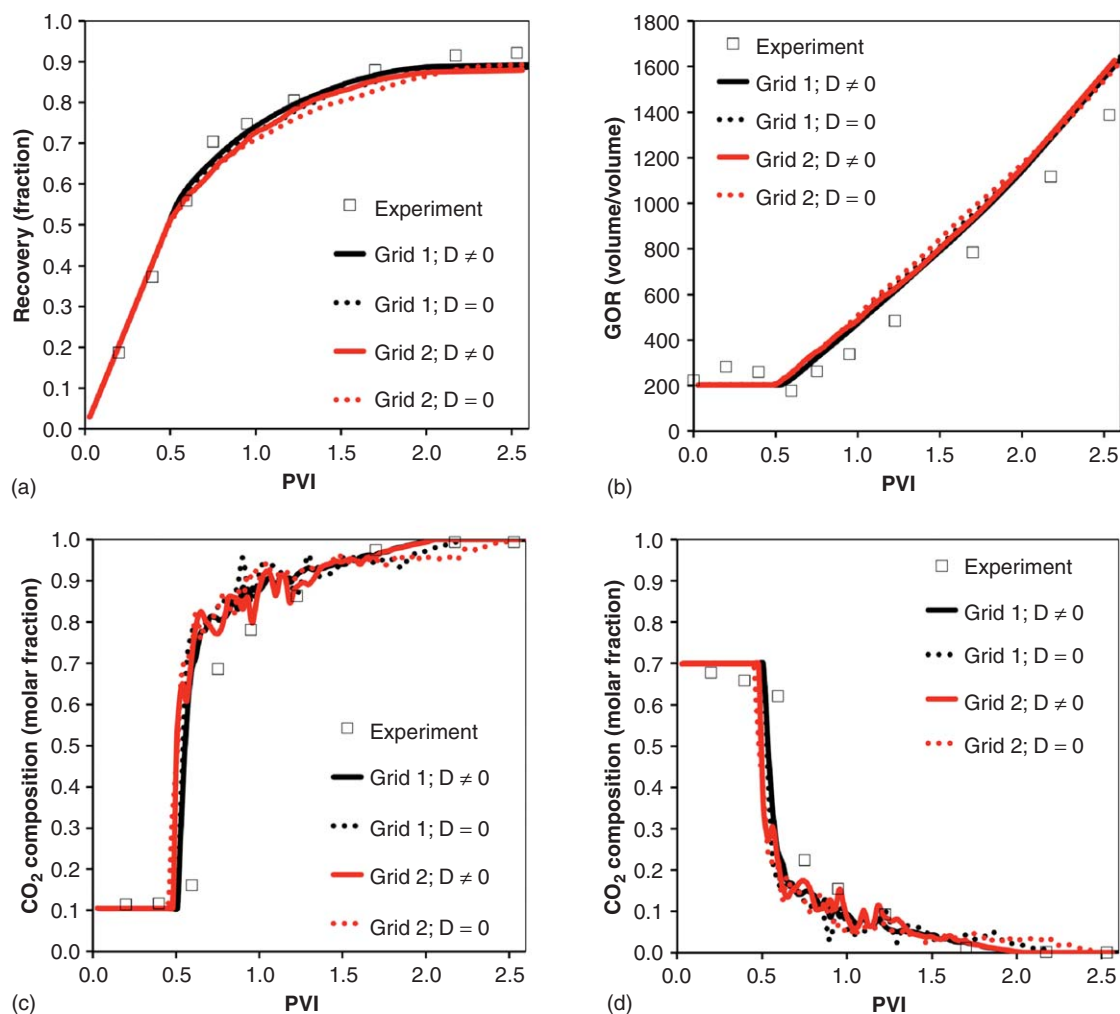 1.0
0.9
0.8
0.7
0.6
0.5
0.4
0.3
0.2
0.1
0.0
Recovery (fraction)
Experiment
Grid 1; D ≠ 0
Grid 1; D = 0
Grid 2; D ≠ 0
Grid 2; D = 0
0.0 0.5 1.0 1.5 2.0 2.5
PVI
(a)
1800
1600
1400
1200
1000
800
600
400
200
0
GOR (volume/volume)
Experiment
Grid 1; D ≠ 0
Grid 1; D = 0
Grid 2; D ≠ 0
Grid 2; D = 0
0.0 0.5 1.0 1.5 2.0 2.5
PVI
(b)
1.0
0.9
0.8
0.7
0.6
0.5
0.4
0.3
0.2
0.1
0.0
CO₂ composition (molar fraction)
Experiment
Grid 1; D ≠ 0
Grid 1; D = 0
Grid 2; D ≠ 0
Grid 2; D = 0
0.0 0.5 1.0 1.5 2.0 2.5
PVI
(c)
1.0
0.9
0.8
0.7
0.6
0.5
0.4
0.3
0.2
0.1
0.0
CO₂ composition (molar fraction)
Experiment
Grid 1; D ≠ 0
Grid 1; D = 0
Grid 2; D ≠ 0
Grid 2; D = 0
0.0 0.5 1.0 1.5 2.0 2.5
PVI
(d)